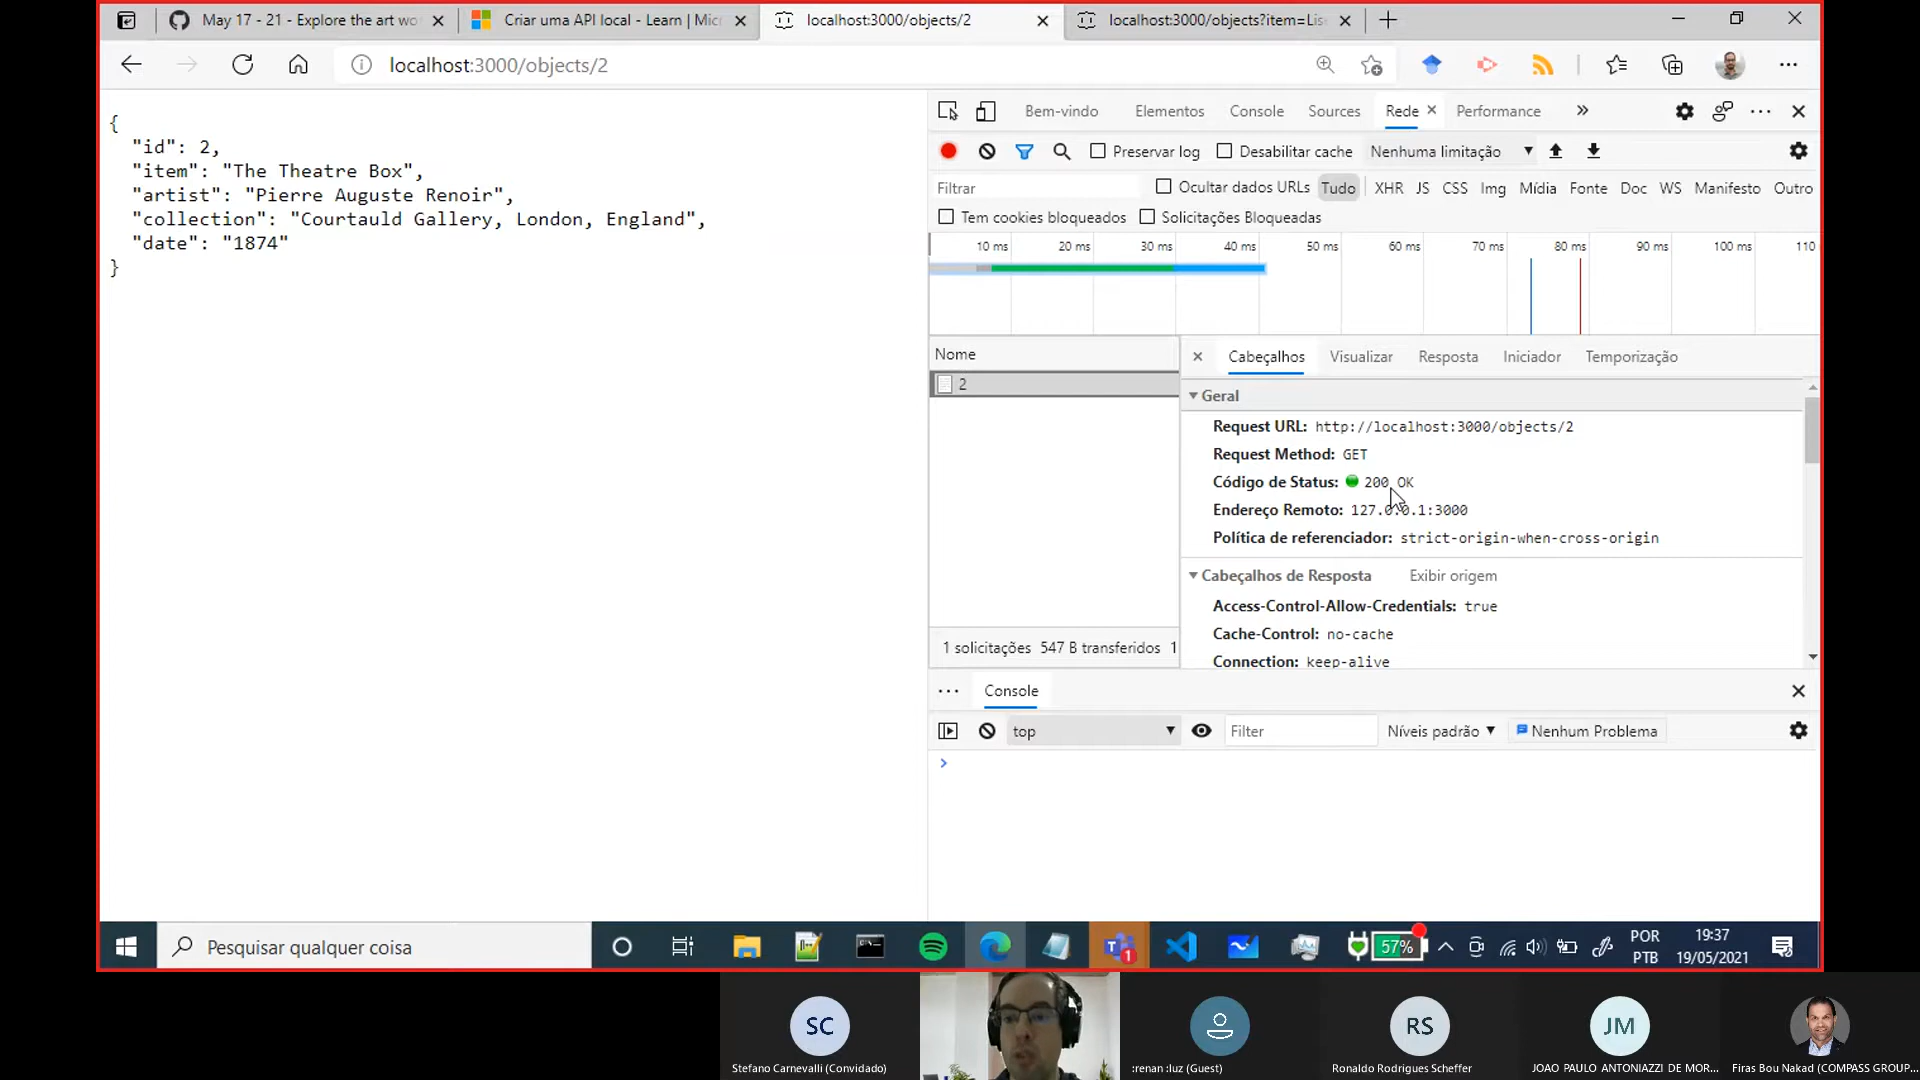 May 17 - 21 - Explore the art wo
Criar uma API local - Learn | Mic
localhost:3000/objects/2
localhost:3000/objects?item=Lis
localhost:3000/objects/2
{
"id": 2,
"item": "The Theatre Box",
"artist": "Pierre Auguste Renoir",
"collection": "Courtauld Gallery, London, England",
"date": "1874"
}
Bem-vindo Elementos Console Sources Rede Performance
Preservar log Desabilitar cache Nenhuma limitação
Filtrar Ocultar dados URLs Tudo XHR JS CSS Img Mídia Fonte Doc WS Manifesto Outro
Tem cookies bloqueados Solicitações Bloqueadas
10 ms 20 ms 30 ms 40 ms 50 ms 60 ms 70 ms 80 ms 90 ms 100 ms 110
Nome
2
1 solicitações 547 B transferidos 1
Cabeçalhos Visualizar Resposta Iniciador Temporização
Geral
Request URL: http://localhost:3000/objects/2
Request Method: GET
Código de Status: 200 OK
Endereço Remoto: 127.0.0.1:3000
Política de referenciador: strict-origin-when-cross-origin
Cabeçalhos de Resposta Exibir origem
Access-Control-Allow-Credentials: true
Cache-Control: no-cache
Connection: keep-alive
Console
top Filter Níveis padrão Nenhum Problema
Pesquisar qualquer coisa
1
57%
POR
PTB
19:37
19/05/2021
SC
RS
JM
Stefano Carnevalli (Convidado)
:renan :luz (Guest)
Ronaldo Rodrigues Scheffer
JOAO PAULO ANTONIAZZI DE MOR...
Firas Bou Nakad (COMPASS GROUP...